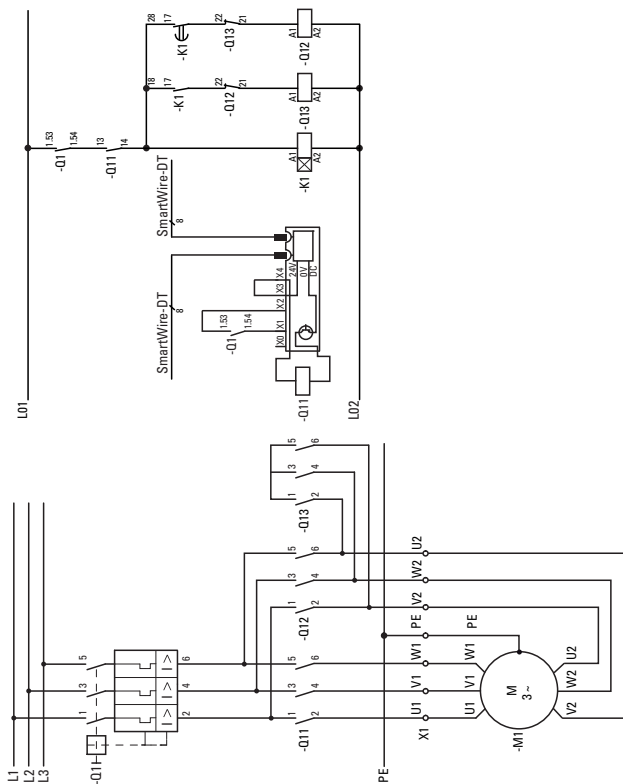 L01
-Q1
1.53
1.54
-Q11
13
14
-K1
18
17
-K1
28
17
-Q12
22
21
-Q13
22
21
-K1
A1
A2
-Q13
A1
A2
-Q12
A1
A2
SmartWire-DT
8
SmartWire-DT
8
-Q1
1.53
1.54
X0
X1
X2
X3
X4
24V
0V
DC
-Q11
L02
L1
L2
L3
-Q1
1
3
5
I>
I>
I>
2
4
6
-Q11
1
3
5
2
4
6
-Q12
1
3
5
2
4
6
-Q13
1
3
5
2
4
6
PE
X1
U1
V1
W1
PE
V2
W2
U2
U1
V1
W1
PE
-M1
M
3~
V2
W2
U2